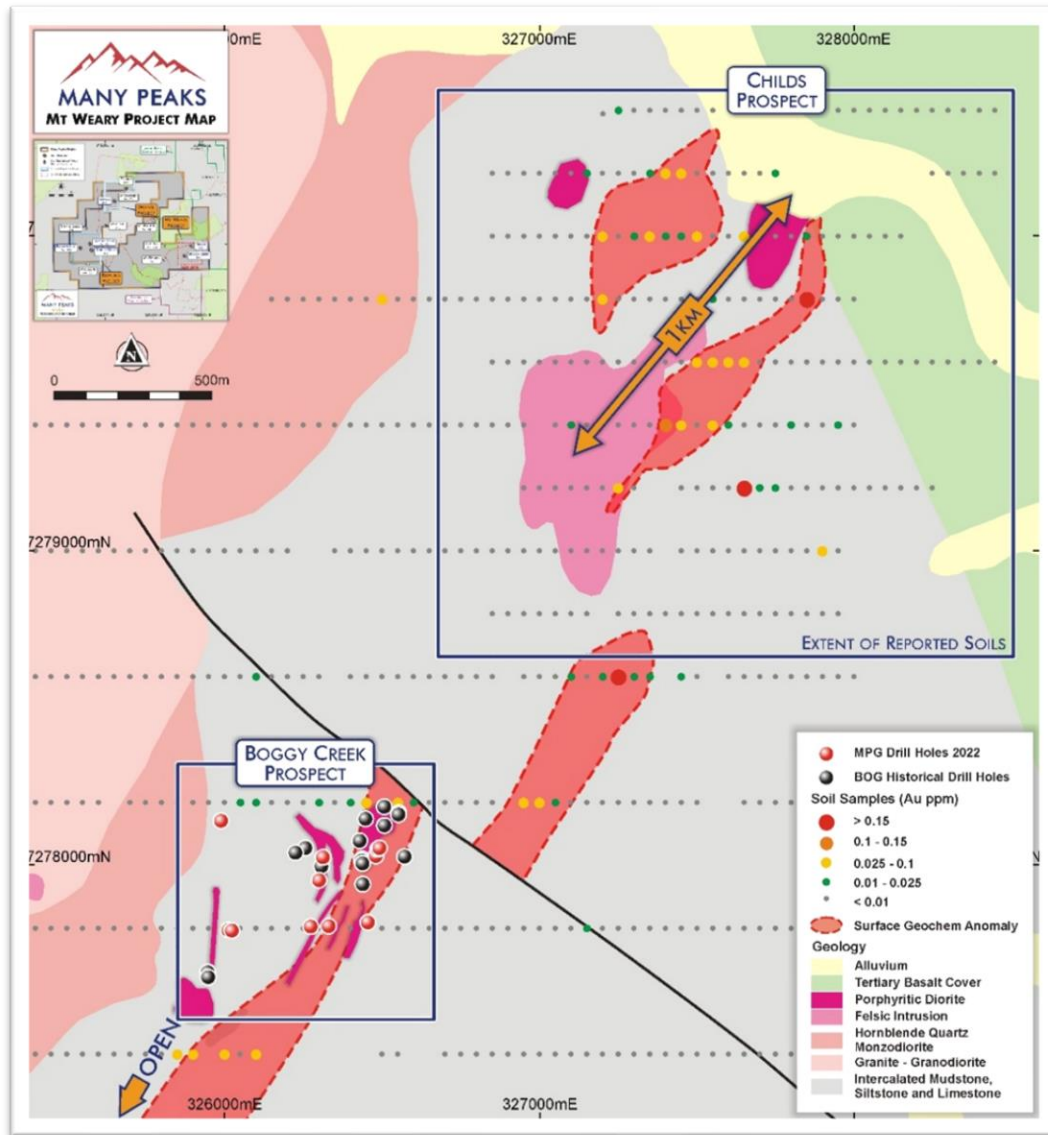 00mE
327000mE
328000mE
MANY PEAKS
MT WEARY PROJECT MAP
MANY PEAKS
CHILDS
PROSPECT
N
0
500m
1KM
7279000mN
EXTENT OF REPORTED SOILS
BOGGY CREEK
PROSPECT
7278000mN
N
OPEN
326000mE
327000mE
MPG Drill Holes 2022
BOG Historical Drill Holes
Soil Samples (Au ppm)
> 0.15
0.1 - 0.15
0.025 - 0.1
0.01 - 0.025
< 0.01
Surface Geochem Anomaly
Geology
Alluvium
Tertiary Basalt Cover
Porphyritic Diorite
Felsic Intrusion
Hornblende Quartz
Monzodiorite
Granite - Granodiorite
Intercalated Mudstone,
Siltstone and Limestone